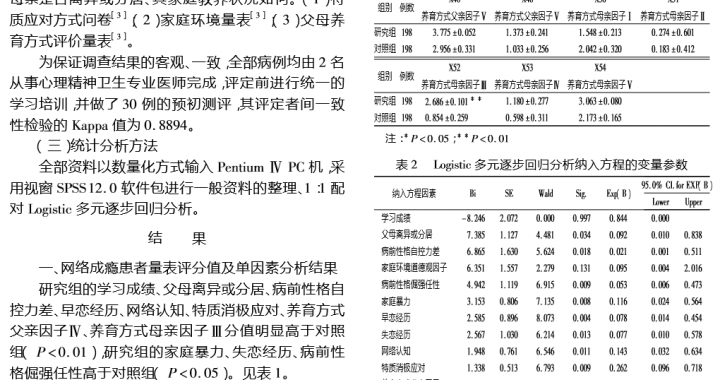 质应对方式问卷[3] ;( 2 )家庭环境量表[3] ;( 3 )父母养
育方式评价量表[3] 。
为保证调查结果的客观、一致 ,全部病例均由 2 名
从事心理精神卫生专业医师完成 ,评定前进行统一的
学习培训 ,并做了 30 例的预初测评 ,其评定者间一致
性检验的 Kappa 值为 0.8894。
( 三 )统计分析方法
全部资料以数量化方式输入 Pentium Ⅳ PC 机 ,采
用视窗 SPSS12.0 软件包进行一般资料的整理、1 :1 配
对 Logistic 多元逐步回归分析。
结 果
一、网络成瘾患者量表评分值及单因素分析结果
研究组的学习成绩、父母离异或分居、病前性格自
控力差、早恋经历、网络认知、特质消极应对、养育方式
父亲因子Ⅳ、养育方式母亲因子Ⅲ分值明显高于对照
组( P<0.01 ),研究组的家庭暴力、失恋经历、病前性
格倔强任性高于对照组( P<0.05 )。见表 1。
组别 例数
养育方式父亲因子Ⅴ 养育方式父亲因子Ⅴ 养育方式母亲因子Ⅰ 养育方式母亲因子Ⅱ
研究组 198 3.775±0.052 1.373±0.241 1.548±0.213 0.274±0.601
对照组 198 2.956±0.331 1.033±0.256 2.042±0.320 0.183±0.412
组别 例数 X52 X53 X54
养育方式母亲因子Ⅲ 养育方式母亲因子Ⅳ 养育方式母亲因子Ⅴ
研究组 198 2.686±0.101** 1.180±0.277 3.063±0.080
对照组 198 0.854±0.259 0.598±0.311 2.173±0.165
注 :* P<0.05 ;** P<0.01
表 2 Logistic 多元逐步回归分析纳入方程的变量参数
纳入方程因素 Bi SE Wald Sig. Exp( B ) 95.0% CI.for EXP( B )
Lower Upper
学习成绩 -8.246 2.072 0.000 0.997 0.844 0.000
父母离异或分居 7.385 1.127 4.481 0.034 0.092 0.010 0.838
病前性格自控力差 6.865 1.630 5.624 0.018 0.021 0.001 0.511
家庭环境道德观因子 6.351 1.557 2.279 0.131 0.095 0.004 2.016
病前性格倔强任性 4.942 1.119 6.915 0.009 0.053 0.006 0.473
家庭暴力 3.153 0.806 7.135 0.008 0.116 0.024 0.564
早恋经历 2.585 0.896 8.073 0.004 0.078 0.014 0.454
失恋经历 2.567 1.030 6.214 0.013 0.077 0.010 0.578
网络认知 1.948 0.761 6.546 0.011 0.143 0.032 0.634
特质消极应对 1.338 0.513 6.793 0.009 0.262 0.096 0.718